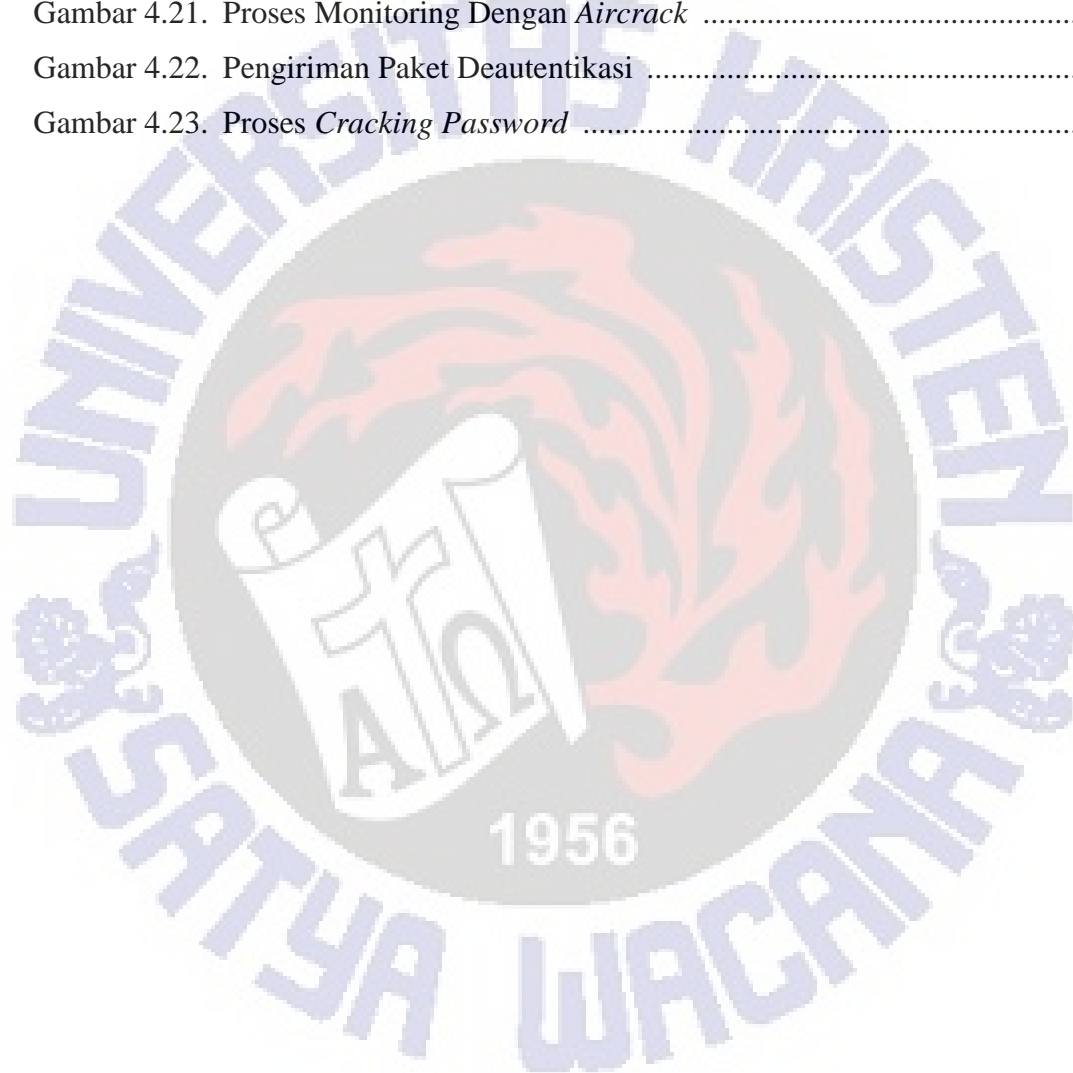 Gambar 4.21. Proses Monitoring Dengan Aircrack ................................................
Gambar 4.22. Pengiriman Paket Deautentikasi ......................................................
Gambar 4.23. Proses Cracking Password ..............................................................
UNIVERSITAS KRISTEN
Α Ω
1956
SATYA WACANA